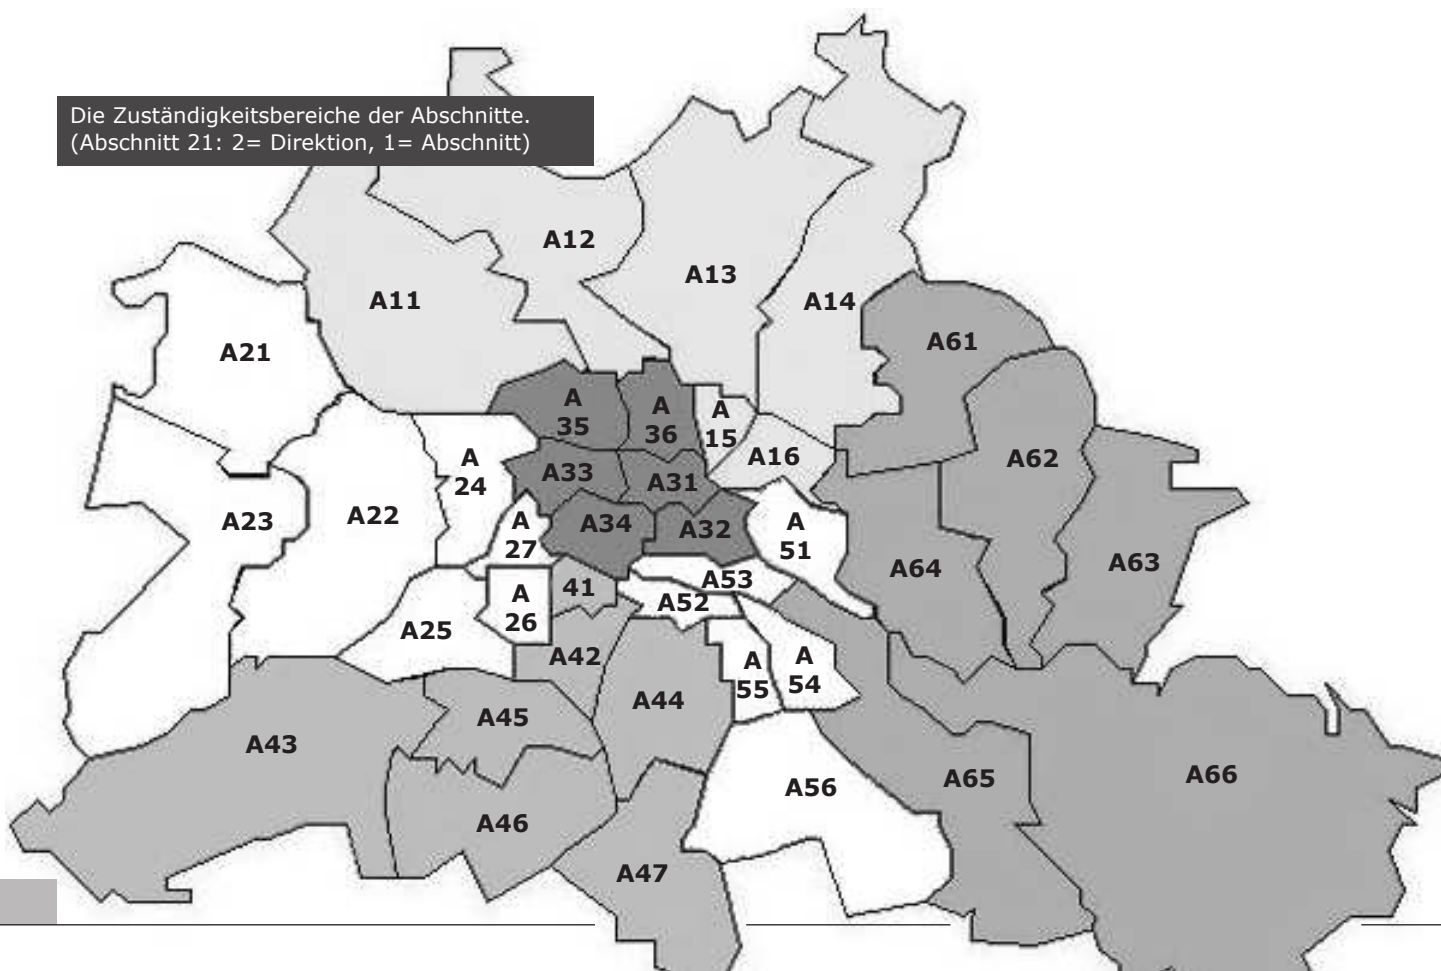 Die Zuständigkeitsbereiche der Abschnitte.
(Abschnitt 21: 2= Direktion, 1= Abschnitt)
A12
A13
A11
A14
A21
A61
A
35
A
36
A
15
A16
A62
A
24
A33
A31
A23
A22
A
27
A34
A32
A
51
A64
A63
41
A53
A
26
A52
A25
A42
A
55
A
54
A45
A44
A43
A56
A65
A66
A46
A47